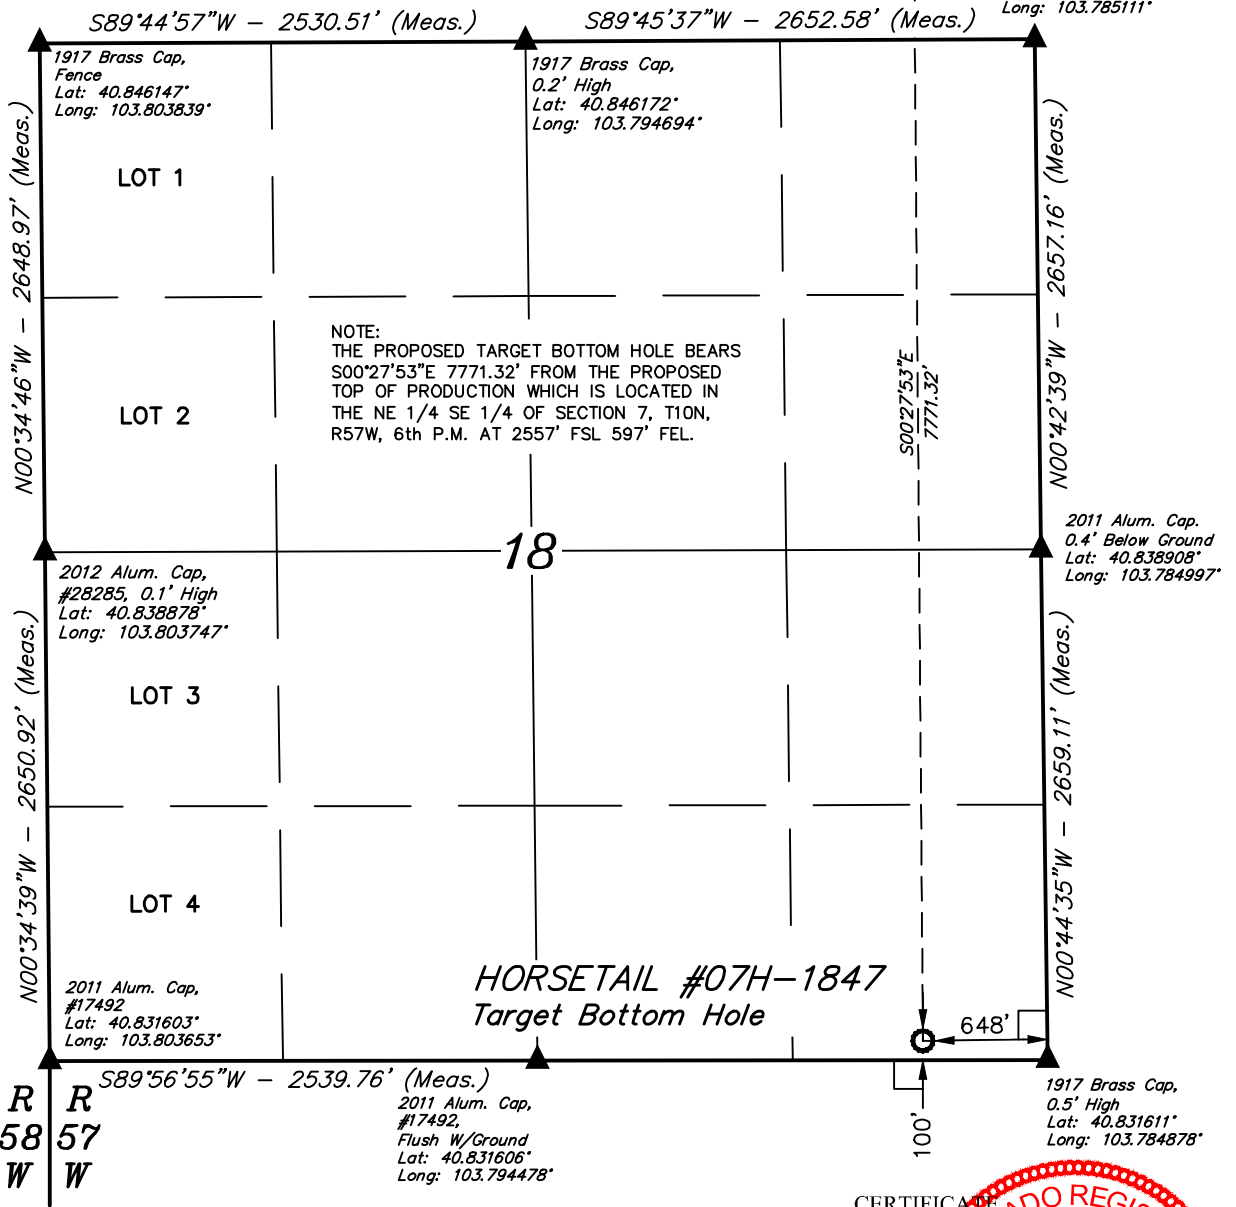 Long: 103.785111°
S89°44'57"W - 2530.51' (Meas.)
S89°45'37"W - 2652.58' (Meas.)
1917 Brass Cap,
Fence
Lat: 40.846147°
Long: 103.803839°
1917 Brass Cap,
0.2' High
Lat: 40.846172°
Long: 103.794694°
N00°34'46"W - 2648.97' (Meas.)
N00°42'39"W - 2657.16' (Meas.)
LOT 1
NOTE:
THE PROPOSED TARGET BOTTOM HOLE BEARS
S00°27'53"E 7771.32' FROM THE PROPOSED
TOP OF PRODUCTION WHICH IS LOCATED IN
THE NE 1/4 SE 1/4 OF SECTION 7, T10N,
R57W, 6th P.M. AT 2557' FSL 597' FEL.
S00°27'53"E
7771.32'
LOT 2
18
2011 Alum. Cap.
0.4' Below Ground
Lat: 40.838908°
Long: 103.784997°
2012 Alum. Cap,
#28285, 0.1' High
Lat: 40.838878°
Long: 103.803747°
N00°34'39"W - 2650.92' (Meas.)
N00°44'35"W - 2659.11' (Meas.)
LOT 3
LOT 4
HORSETAIL #07H-1847
Target Bottom Hole
648'
2011 Alum. Cap,
#17492
Lat: 40.831603°
Long: 103.803653°
S89°56'55"W - 2539.76' (Meas.)
2011 Alum. Cap,
#17492,
Flush W/Ground
Lat: 40.831606°
Long: 103.794478°
100'
1917 Brass Cap,
0.5' High
Lat: 40.831611°
Long: 103.784878°
R R
58 57
W W
CERTIFICATE
ADO REGIS